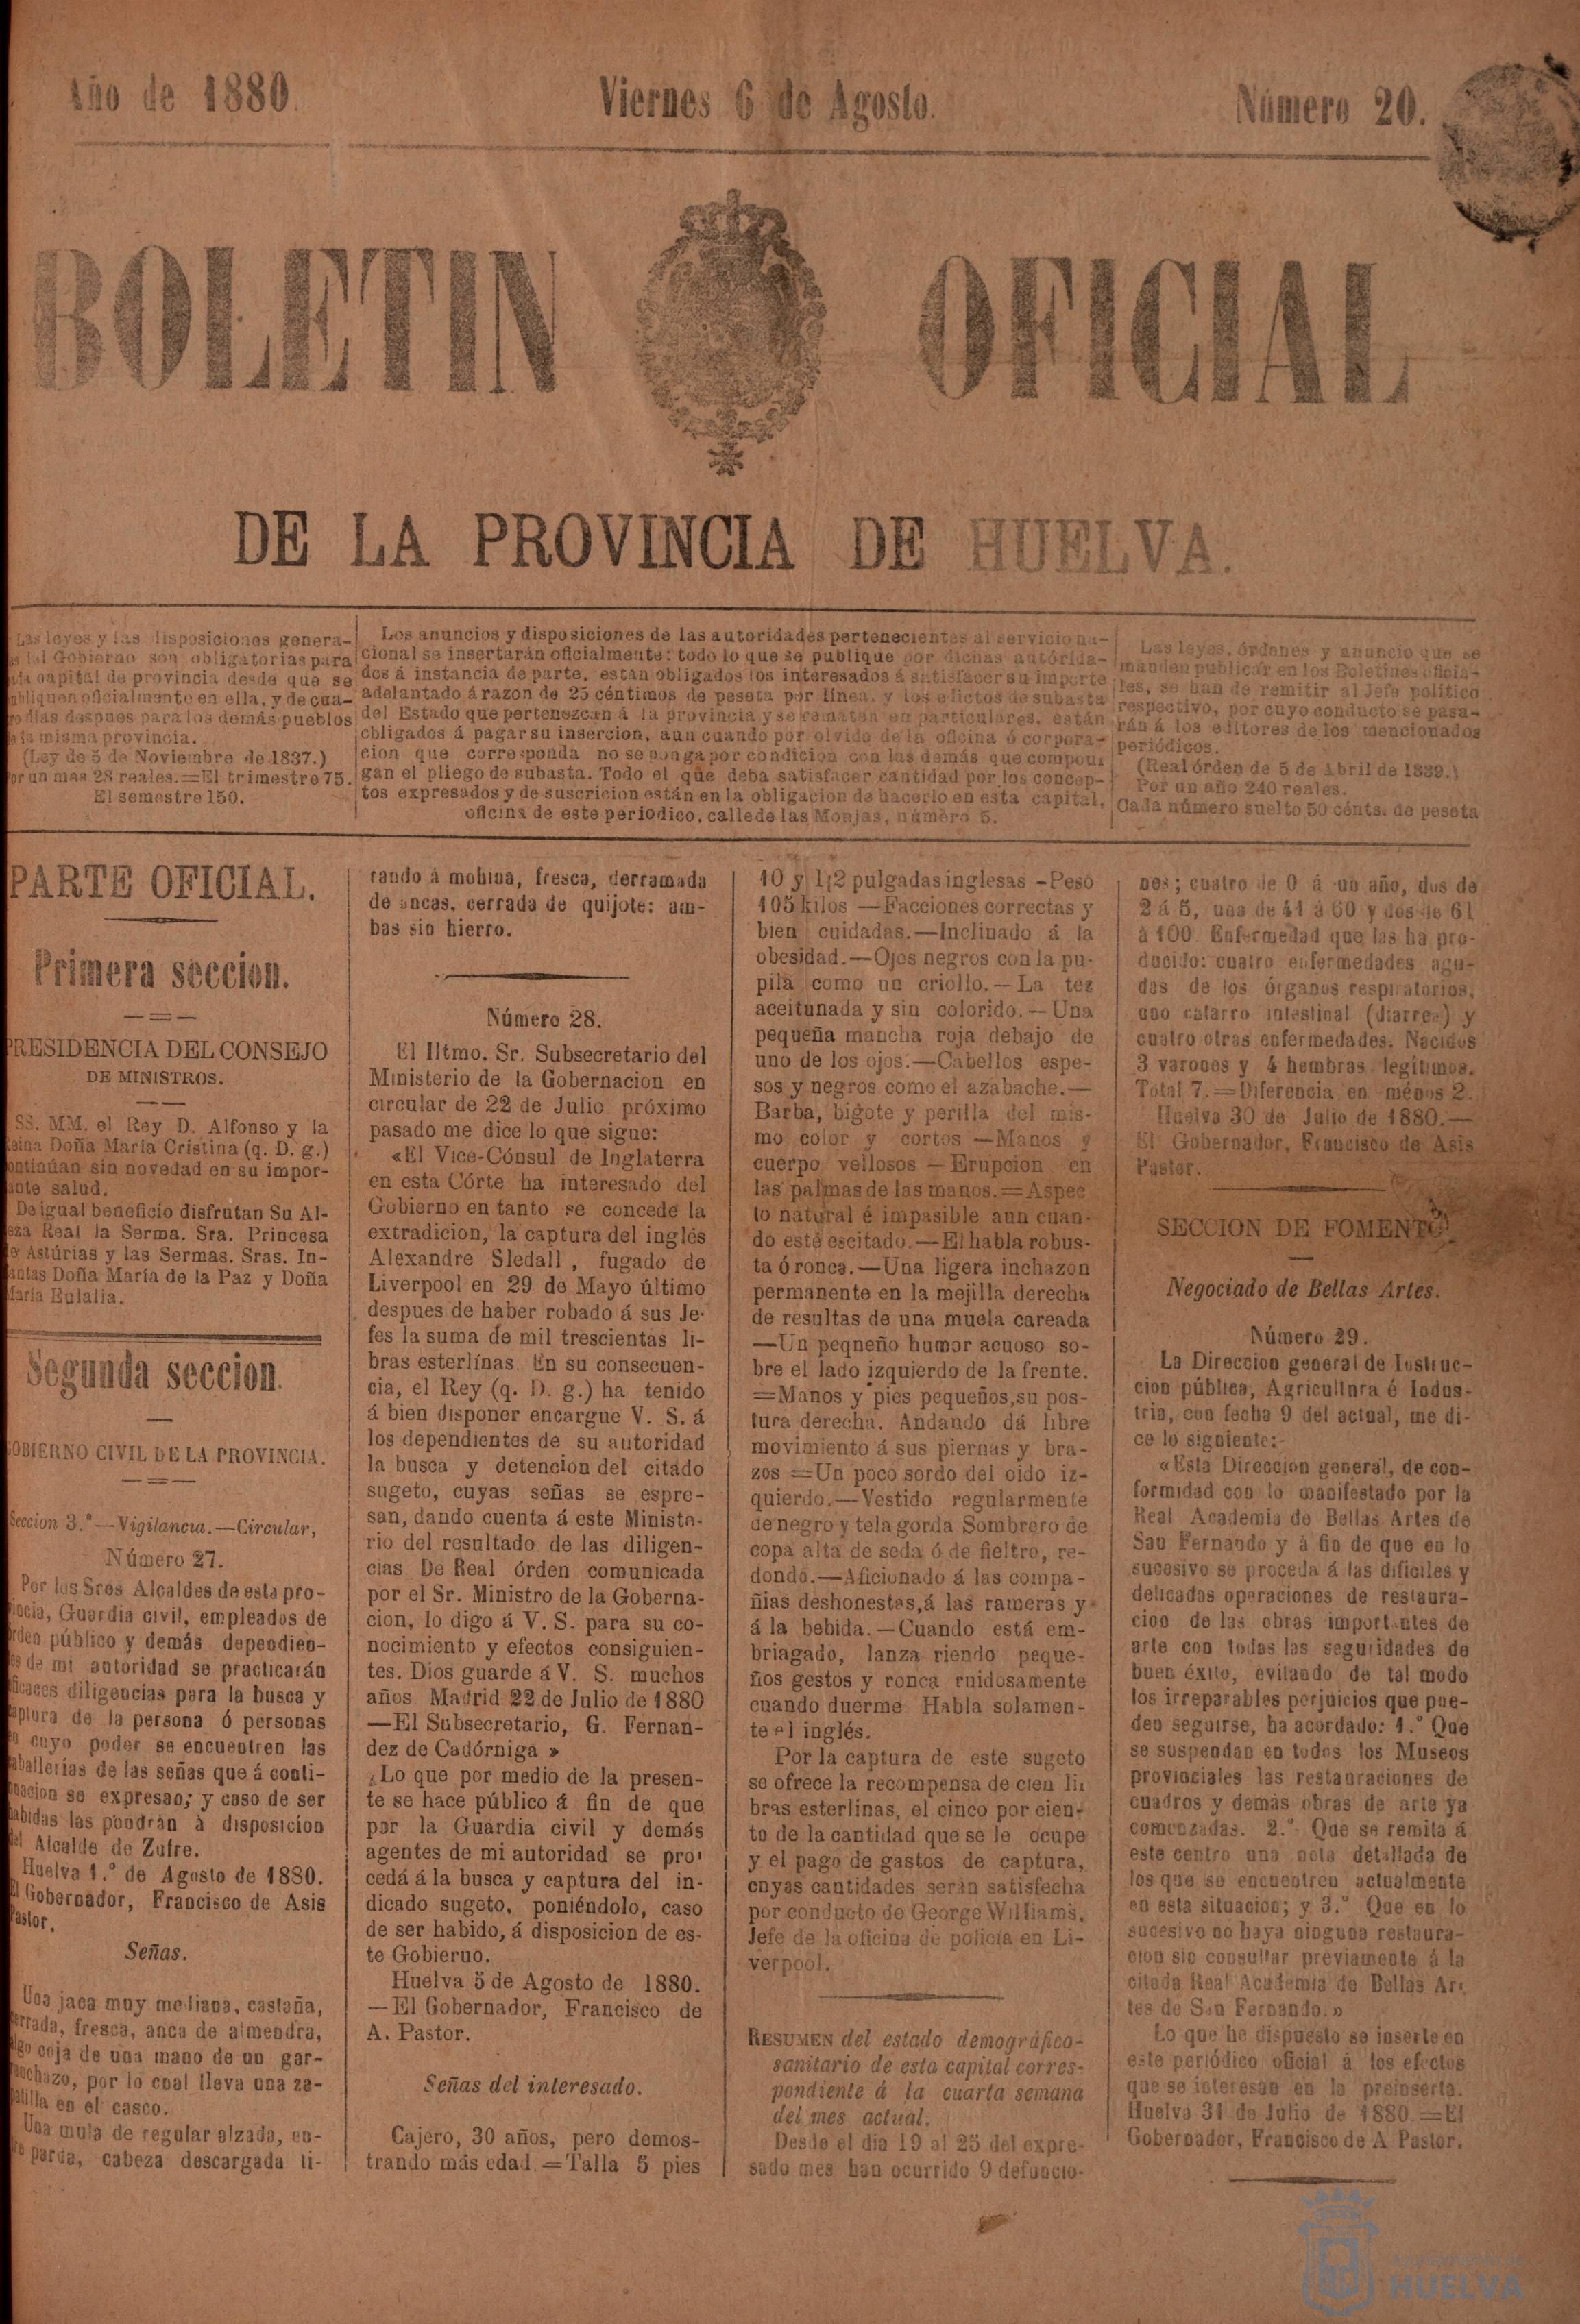 Año de 1880.
Viernes 6 de Agosto.
Número 20.
BOLETIN OFICIAL
DE LA PROVINCIA DE HUELVA.
Las leyes y las disposiciones genera-
del Gobierno son obligatorias para
capital de provincia desde que se
publiquen oficialmente en ella, y de cua-
dias despues para los demás pueblos
la misma provincia.
(Ley de 5 de Noviembre de 1837.)
Por un mes 28 reales.=El trimestre 75.
El semestre 150.
Los anuncios y disposiciones de las autoridades pertenecientes al servicio na-
cional se insertarán oficialmente: todo lo que se publique por dichas autórida-
des á instancia de parte, están obligados los interesados á satisfacer su importe
adelantado á razon de 25 céntimos de peseta por línea, y los edictos de subasta
del Estado que pertenezcan á la provincia y se rematen en particulares, están
obligados á pagar su insercion, aun cuando por olvido de la oficina ó corpora-
cion que corresponda no se ponga por condicion con las demás que compon
gan el pliego de subasta. Todo el que deba satisfacer cantidad por los concep-
tos expresados y de suscricion están en la obligacion de hacerlo en esta capital,
oficina de este periodico, calle de las Monjas, número 5.
Las leyes, órdenes y anuncio que se
manden publicar en los Boletines oficia-
les, se han de remitir al Jefe político
respectivo, por cuyo conducto se pasa-
rán á los editores de los mencionados
periódicos.
(Real órden de 5 de Abril de 1839.)
Por un año 240 reales.
Cada número suelto 50 cénts. de peseta
PARTE OFICIAL.
Primera seccion.
PRESIDENCIA DEL CONSEJO
DE MINISTROS.
SS. MM. el Rey D. Alfonso y la
Reina Doña María Cristina (q. D. g.)
continúan sin novedad en su impor-
tante salud.
De igual beneficio disfrutan Su Al-
teza Real la Serma. Sra. Princesa
de Astúrias y las Sermas. Sras. In-
fantas Doña María de la Paz y Doña
María Eulalia.
Segunda seccion.
GOBIERNO CIVIL DE LA PROVINCIA.
Seccion 3.ª—Vigilancia.—Circular,
Número 27.
Por los Sres Alcaldes de esta pro-
vincia, Guardia civil, empleados de
órden público y demás dependien-
tes de mi autoridad se practicarán
eficaces diligencias para la busca y
captura de la persona ó personas
en cuyo poder se encuentren las
caballerías de las señas que á conti-
nuacion se expresan; y caso de ser
habidas las pondrán á disposicion
del Alcalde de Zufre.
Huelva 1.º de Agosto de 1880.
El Gobernador, Francisco de Asis
Pastor,
Señas.
Una jaca muy mediana, castaña,
cerrada, fresca, anca de almendra,
algo coja de una mano de un gar-
ranchazo, por lo cual lleva una za-
patilla en el casco.
Una mula de regular alzada, en-
tre parda, cabeza descargada ti-
rando á mohina, fresca, derramada
de ancas, cerrada de quijote: am-
bas sin hierro.
Número 28.
El Iltmo. Sr. Subsecretario del
Ministerio de la Gobernacion en
circular de 22 de Julio próximo
pasado me dice lo que sigue:
«El Vice-Cónsul de Inglaterra
en esta Córte ha interesado del
Gobierno en tanto se concede la
extradicion, la captura del inglés
Alexandre Sledall , fugado de
Liverpool en 29 de Mayo último
despues de haber robado á sus Je-
fes la suma de mil trescientas li-
bras esterlínas. En su consecuen-
cia, el Rey (q. D. g.) ha tenido
á bien disponer encargue V. S. á
los dependientes de su autoridad
la busca y detencion del citado
sugeto, cuyas señas se espre-
san, dando cuenta á este Ministe-
rio del resultado de las diligen-
cias. De Real órden comunicada
por el Sr. Ministro de la Goberna-
cion, lo digo á V. S. para su co-
nocimiento y efectos consiguien-
tes. Dios guarde á V. S. muchos
años. Madrid 22 de Julio de 1880
—El Subsecretario, G. Fernan-
dez de Cadórniga »
Lo que por medio de la presen-
te se hace público á fin de que
por la Guardia civil y demás
agentes de mi autoridad se pro-
cedá á la busca y captura del in-
dicado sugeto, poniéndolo, caso
de ser habido, á disposicion de es-
te Gobierno.
Huelva 5 de Agosto de 1880.
—El Gobernador, Francisco de
A. Pastor.
Señas del interesado.
Cajero, 30 años, pero demos-
trando más edad.=Talla 5 pies
10 y 1¡2 pulgadas inglesas -Peso
105 kilos —Facciones correctas y
bien cuidadas.—Inclinado á la
obesidad.—Ojos negros con la pu-
pila como un criollo.—La tez
aceitunada y sin colorido.—Una
pequeña mancha roja debajo de
uno de los ojos.—Cabellos espe-
sos y negros como el azabache.—
Barba, bigote y perilla del mis-
mo color y cortos —Manos y
cuerpo vellosos —Erupcion en
las palmas de las manos.=Aspec
to natural é impasible aun cuan-
do esté escitado.—El habla robus-
ta ó ronca.—Una ligera inchazon
permanente en la mejilla derecha
de resultas de una muela careada
—Un pequeño humor acuoso so-
bre el lado izquierdo de la frente.
=Manos y pies pequeños, su pos-
tura derecha. Andando dá libre
movimiento á sus piernas y bra-
zos =Un poco sordo del oido iz-
quierdo.—Vestido regularmente
de negro y tela gorda Sombrero de
copa alta de seda ó de fieltro, re-
dondo.—Aficionado á las compa-
ñias deshonestas, á las rameras y
á la bebida.—Cuando está em-
briagado, lanza riendo peque-
ños gestos y ronca ruidosamente
cuando duerme. Habla solamen-
te el inglés.
Por la captura de este sugeto
se ofrece la recompensa de cien li
bras esterlinas, el cinco por cien-
to de la cantidad que se le ocupe
y el pago de gastos de captura,
cnyas cantidades serán satisfecha
por conducto de George Williams,
Jefe de la oficina de policía en Li-
verpool.
RESUMEN del estado demográfico-
sanitario de esta capital corres-
pondiente á la cuarta semana
del mes actual.
Desde el dia 19 al 25 del expre-
sado mes han ocurrido 9 defuncio-
nes; cuatro de 0 á un año, dos de
2 á 5, una de 41 á 60 y dos de 61
á 100. Enfermedad que las ha pro-
ducido: cuatro enfermedades agu-
das de los órganos respiratorios,
uno catarro intestinal (diarrea) y
cuatro otras enfermedades. Nacidos
3 varones y 4 hembras legítimos.
Total 7.=Diferencia en ménos 2.
Huelva 30 de Julio de 1880.—
El Gobernador, Francisco de Asis
Pastor.
SECCION DE FOMENTO.
Negociado de Bellas Artes.
Número 29.
La Direccion general de Instruc-
cion pública, Agricultnra é Indus-
tria, con fecha 9 del actual, me di-
ce lo siguiente:-
«Esta Direccion general, de con-
formidad con lo manifestado por la
Real Academia de Bellas Artes de
San Fernando y á fin de que en lo
sucesivo se proceda á las difíciles y
delicadas operaciones de restaura-
cion de las obras importantes de
arte con todas las seguridades de
buen éxito, evitando de tal modo
los irreparables perjuicios que pue-
den seguirse, ha acordado: 1.º Que
se suspendan en todos los Museos
provinciales las restauraciones de
cuadros y demás obras de arte ya
comenzadas. 2.º Que se remita á
este centro una nota detallada de
los que se encuentren actualmente
en esta situacion; y 3.º Que en lo
sucesivo no haya ninguna restaura-
cion sin consultar préviamente á la
citada Real Academia de Bellas Ar-
tes de San Fernando.»
Lo que he dispuesto se inserte en
este periódico oficial á los efectos
que se interesan en la preinserta.
Huelva 31 de Julio de 1880.=El
Gobernador, Francisco de A Pastor.
HUELVA